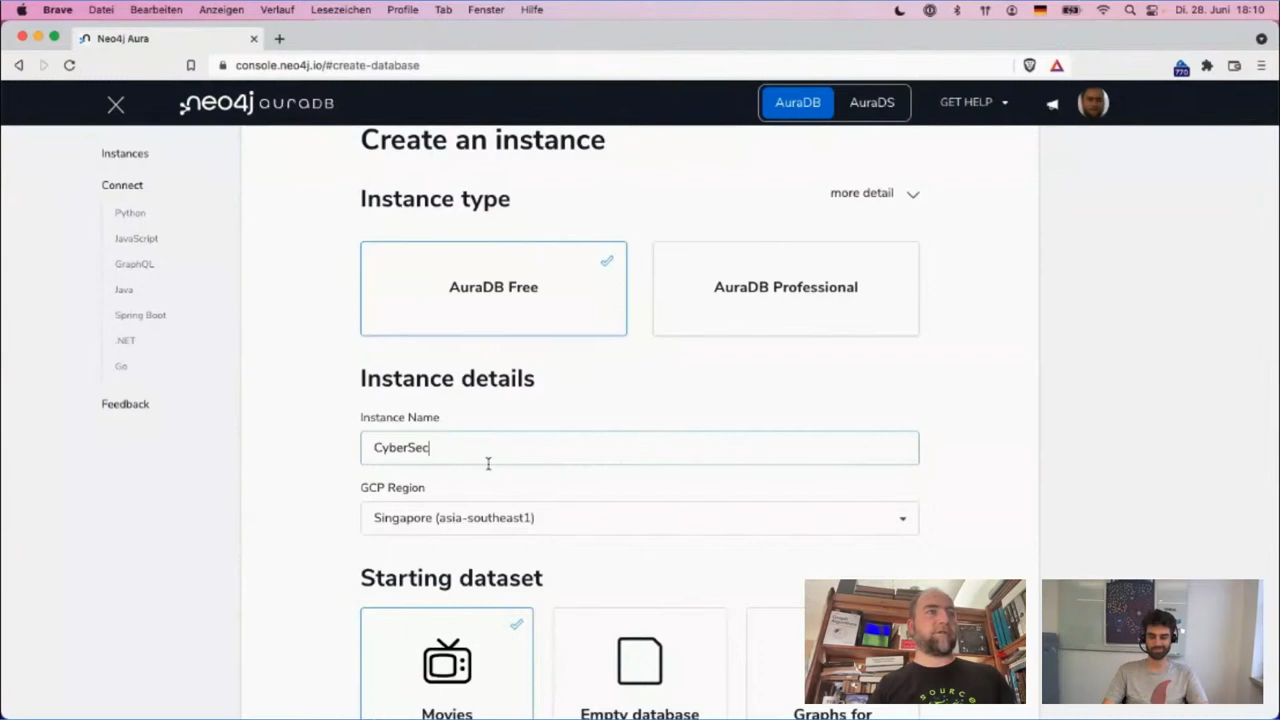 Brave Datei Bearbeiten Anzeigen Verlauf Lesezeichen Profile Tab Fenster Hilfe Di. 28. Juni 18:10
Neo4j Aura
console.neo4j.io/#create-database
770
neo4j auraDB
AuraDB AuraDS GET HELP
Create an instance
Instances
Connect
Python
JavaScript
GraphQL
Java
Spring Boot
.NET
Go
Feedback
Instance type more detail
AuraDB Free AuraDB Professional
Instance details
Instance Name
CyberSec
GCP Region
Singapore (asia-southeast1)
Starting dataset
Movies Empty database Graphs for
SOURCE